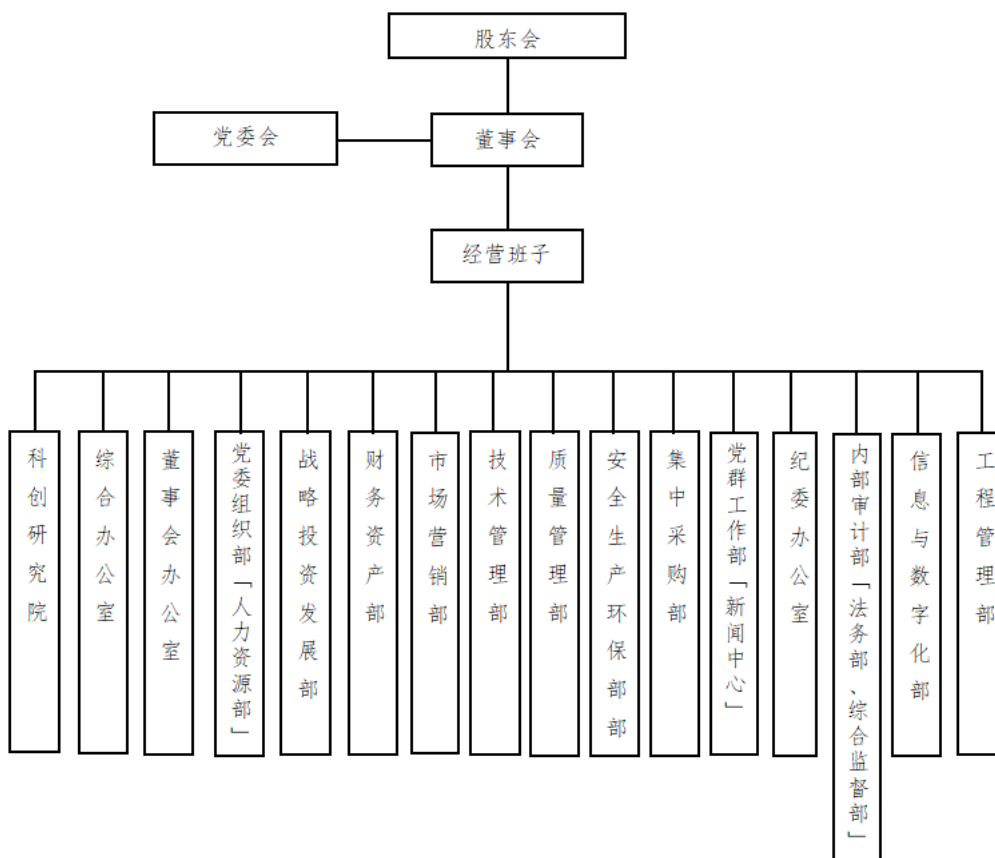 股东会
党委会
董事会
经营班子
科创研究院
综合办公室
董事会办公室
党委组织部「人力资源部」
战略投资发展部
财务资产部
市场营销部
技术管理部
质量管理部
安全生产环保部部
集中采购部
党群工作部「新闻中心」
纪委办公室
内部审计部「法务部、综合监督部」
信息与数字化部
工程管理部